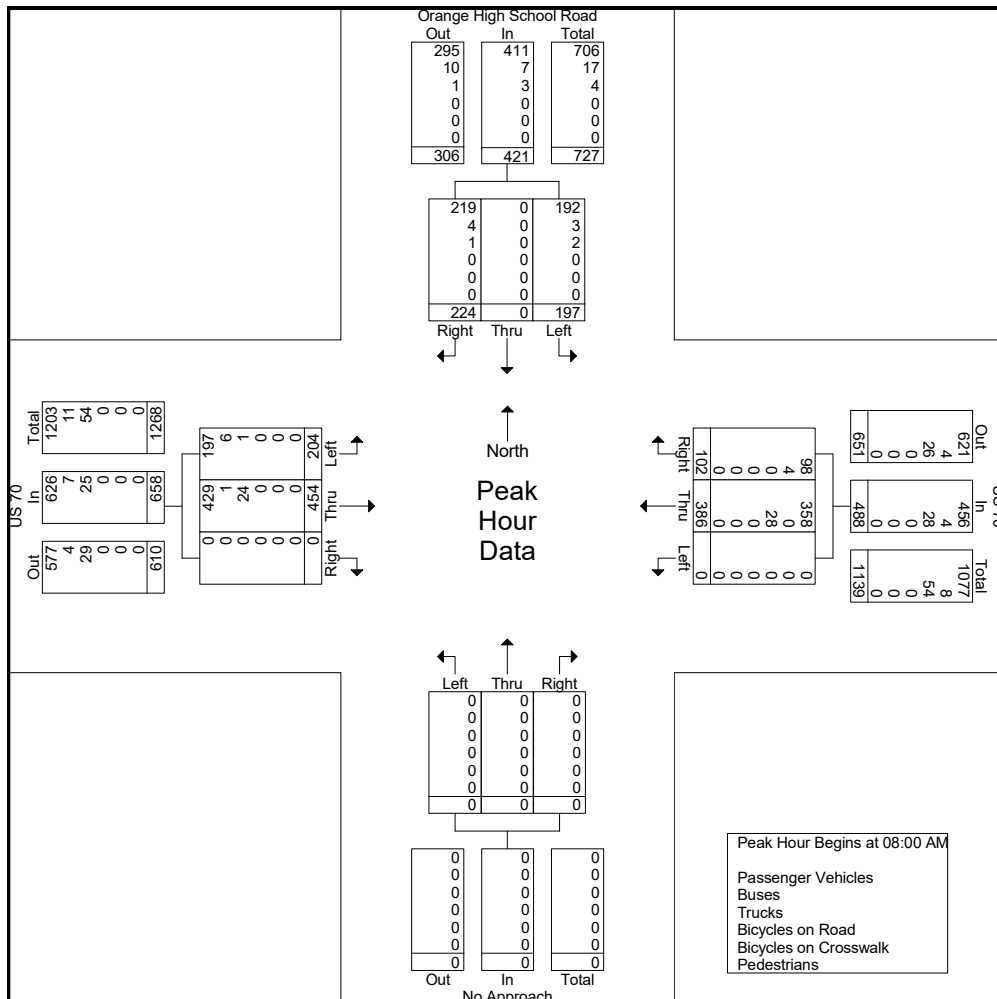 Orange High School Road
Out In Total
295 411 706
10 7 17
1 3 4
0 0 0
0 0 0
0 0 0
306 421 727
219 0 192
4 0 3
1 0 2
0 0 0
0 0 0
0 0 0
224 0 197
Right Thru Left
US 70
Total
1203 11 54 0 0 0 1268
In
626 7 25 0 0 0 658
Out
577 4 29 0 0 0 610
Left
197 6 1 0 0 0 204
Thru
429 1 24 0 0 0 454
Right
0 0 0 0 0 0 0
North
Peak
Hour
Data
Right
98 4 0 0 0 0 102
Thru
358 0 28 0 0 0 386
Left
0 0 0 0 0 0 0
Out
621 4 26 0 0 0 651
In
456 4 28 0 0 0 488
Total
1077 8 54 0 0 0 1139
Left Thru Right
0 0 0
0 0 0
0 0 0
0 0 0
0 0 0
0 0 0
0 0 0
0 0 0
0 0 0
0 0 0
0 0 0
0 0 0
0 0 0
0 0 0
Out In Total
No Approach
Peak Hour Begins at 08:00 AM
Passenger Vehicles
Buses
Trucks
Bicycles on Road
Bicycles on Crosswalk
Pedestrians